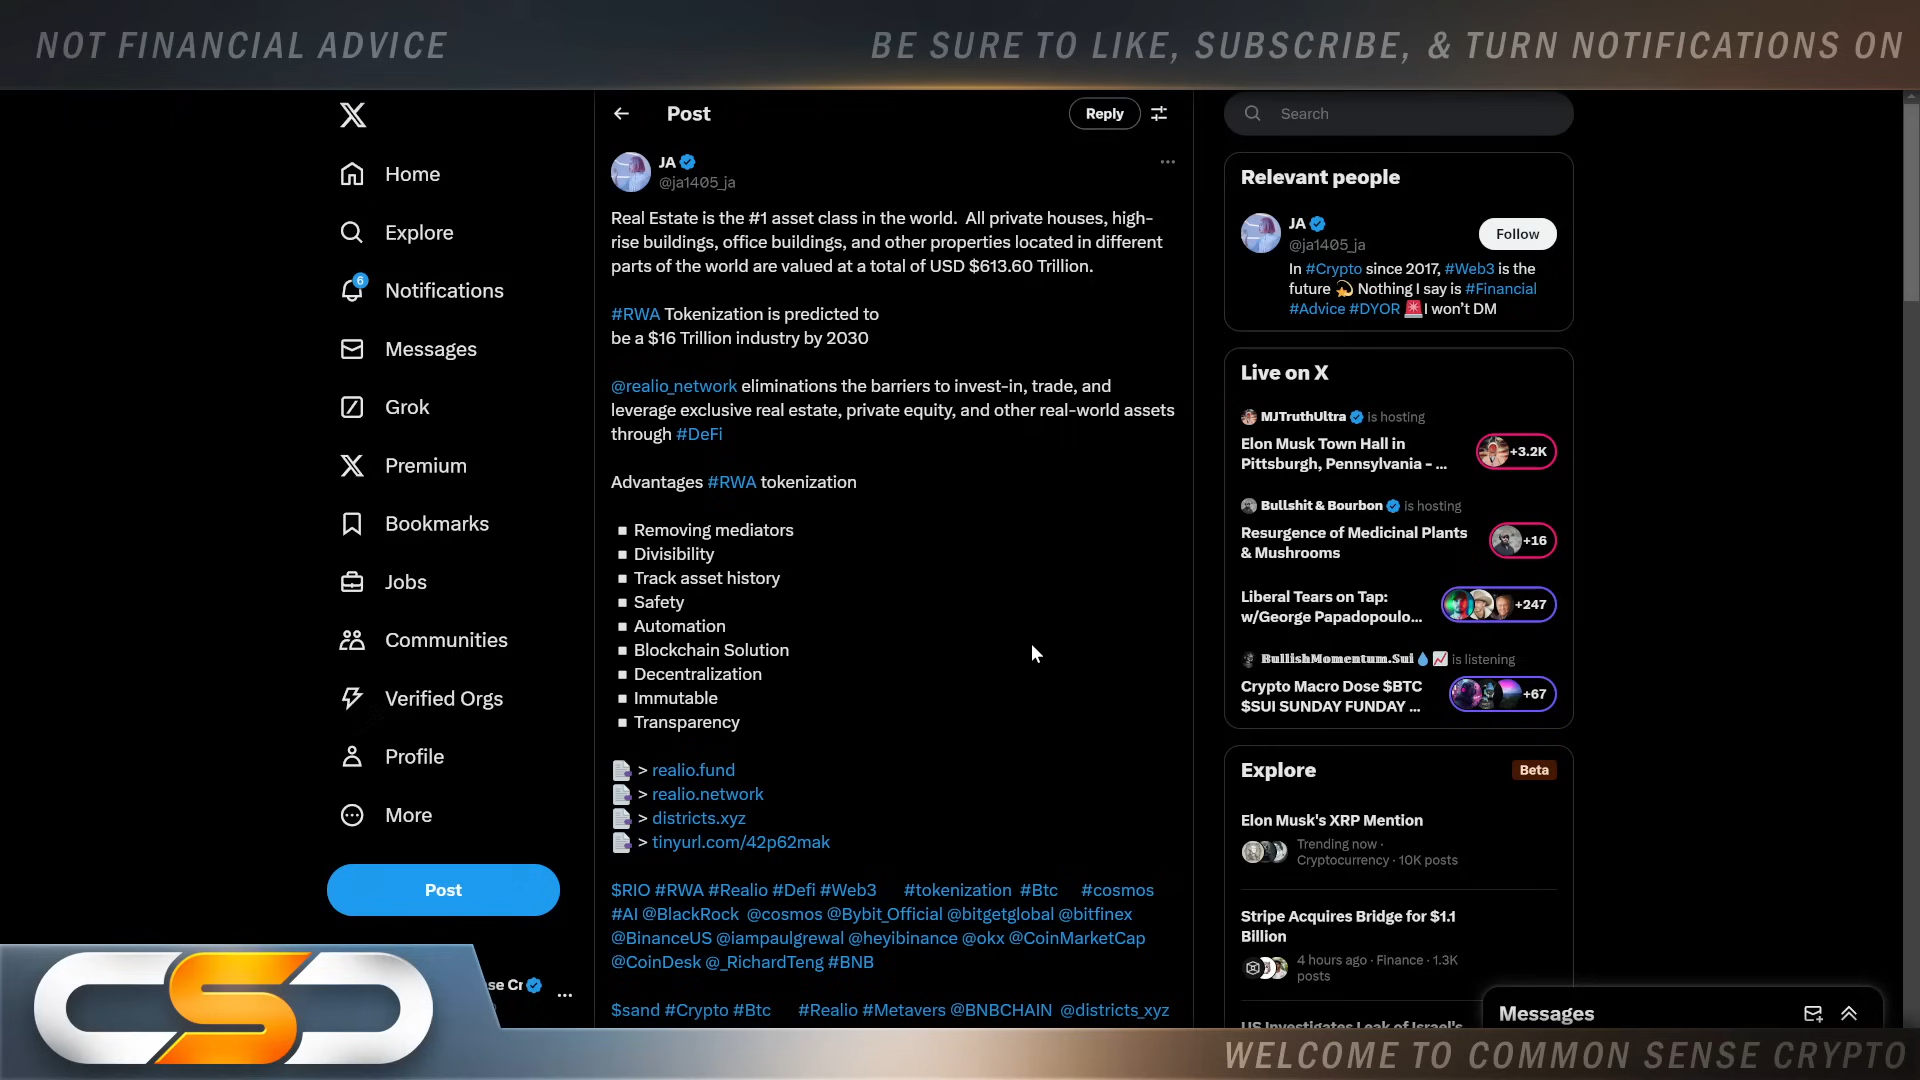 NOT FINANCIAL ADVICE
BE SURE TO LIKE, SUBSCRIBE, & TURN NOTIFICATIONS ON
Home
Explore
6
Notifications
Messages
Grok
Premium
Bookmarks
Jobs
Communities
Verified Orgs
Profile
More
Post
se Cr
Post
Reply
JA
@ja1405_ja
Real Estate is the #1 asset class in the world. All private houses, high-
rise buildings, office buildings, and other properties located in different
parts of the world are valued at a total of USD $613.60 Trillion.
#RWA Tokenization is predicted to
be a $16 Trillion industry by 2030
@realio_network eliminations the barriers to invest-in, trade, and
leverage exclusive real estate, private equity, and other real-world assets
through #DeFi
Advantages #RWA tokenization
Removing mediators
Divisibility
Track asset history
Safety
Automation
Blockchain Solution
Decentralization
Immutable
Transparency
> realio.fund
> realio.network
> districts.xyz
> tinyurl.com/42p62mak
$RIO #RWA #Realio #Defi #Web3 #tokenization #Btc #cosmos
#AI @BlackRock @cosmos @Bybit_Official @bitgetglobal @bitfinex
@BinanceUS @iampaulgrewal @heyibinance @okx @CoinMarketCap
@CoinDesk @_RichardTeng #BNB
$sand #Crypto #Btc #Realio #Metavers @BNBCHAIN @districts_xyz
Search
Relevant people
JA
@ja1405_ja
Follow
In #Crypto since 2017, #Web3 is the
future 💫 Nothing I say is #Financial
#Advice #DYOR 🚨I won't DM
Live on X
MJTruthUltra is hosting
Elon Musk Town Hall in
Pittsburgh, Pennsylvania - ...
+3.2K
Bullshit & Bourbon is hosting
Resurgence of Medicinal Plants
& Mushrooms
+16
Liberal Tears on Tap:
w/George Papadopoulo...
+247
BullishMomentum.Sui is listening
Crypto Macro Dose $BTC
$SUI SUNDAY FUNDAY ...
+67
Explore
Beta
Elon Musk's XRP Mention
Trending now ·
Cryptocurrency · 10K posts
Stripe Acquires Bridge for $1.1
Billion
4 hours ago · Finance · 1.3K
posts
US Investigates Leak of Israel's
Messages
CSC
WELCOME TO COMMON SENSE CRYPTO